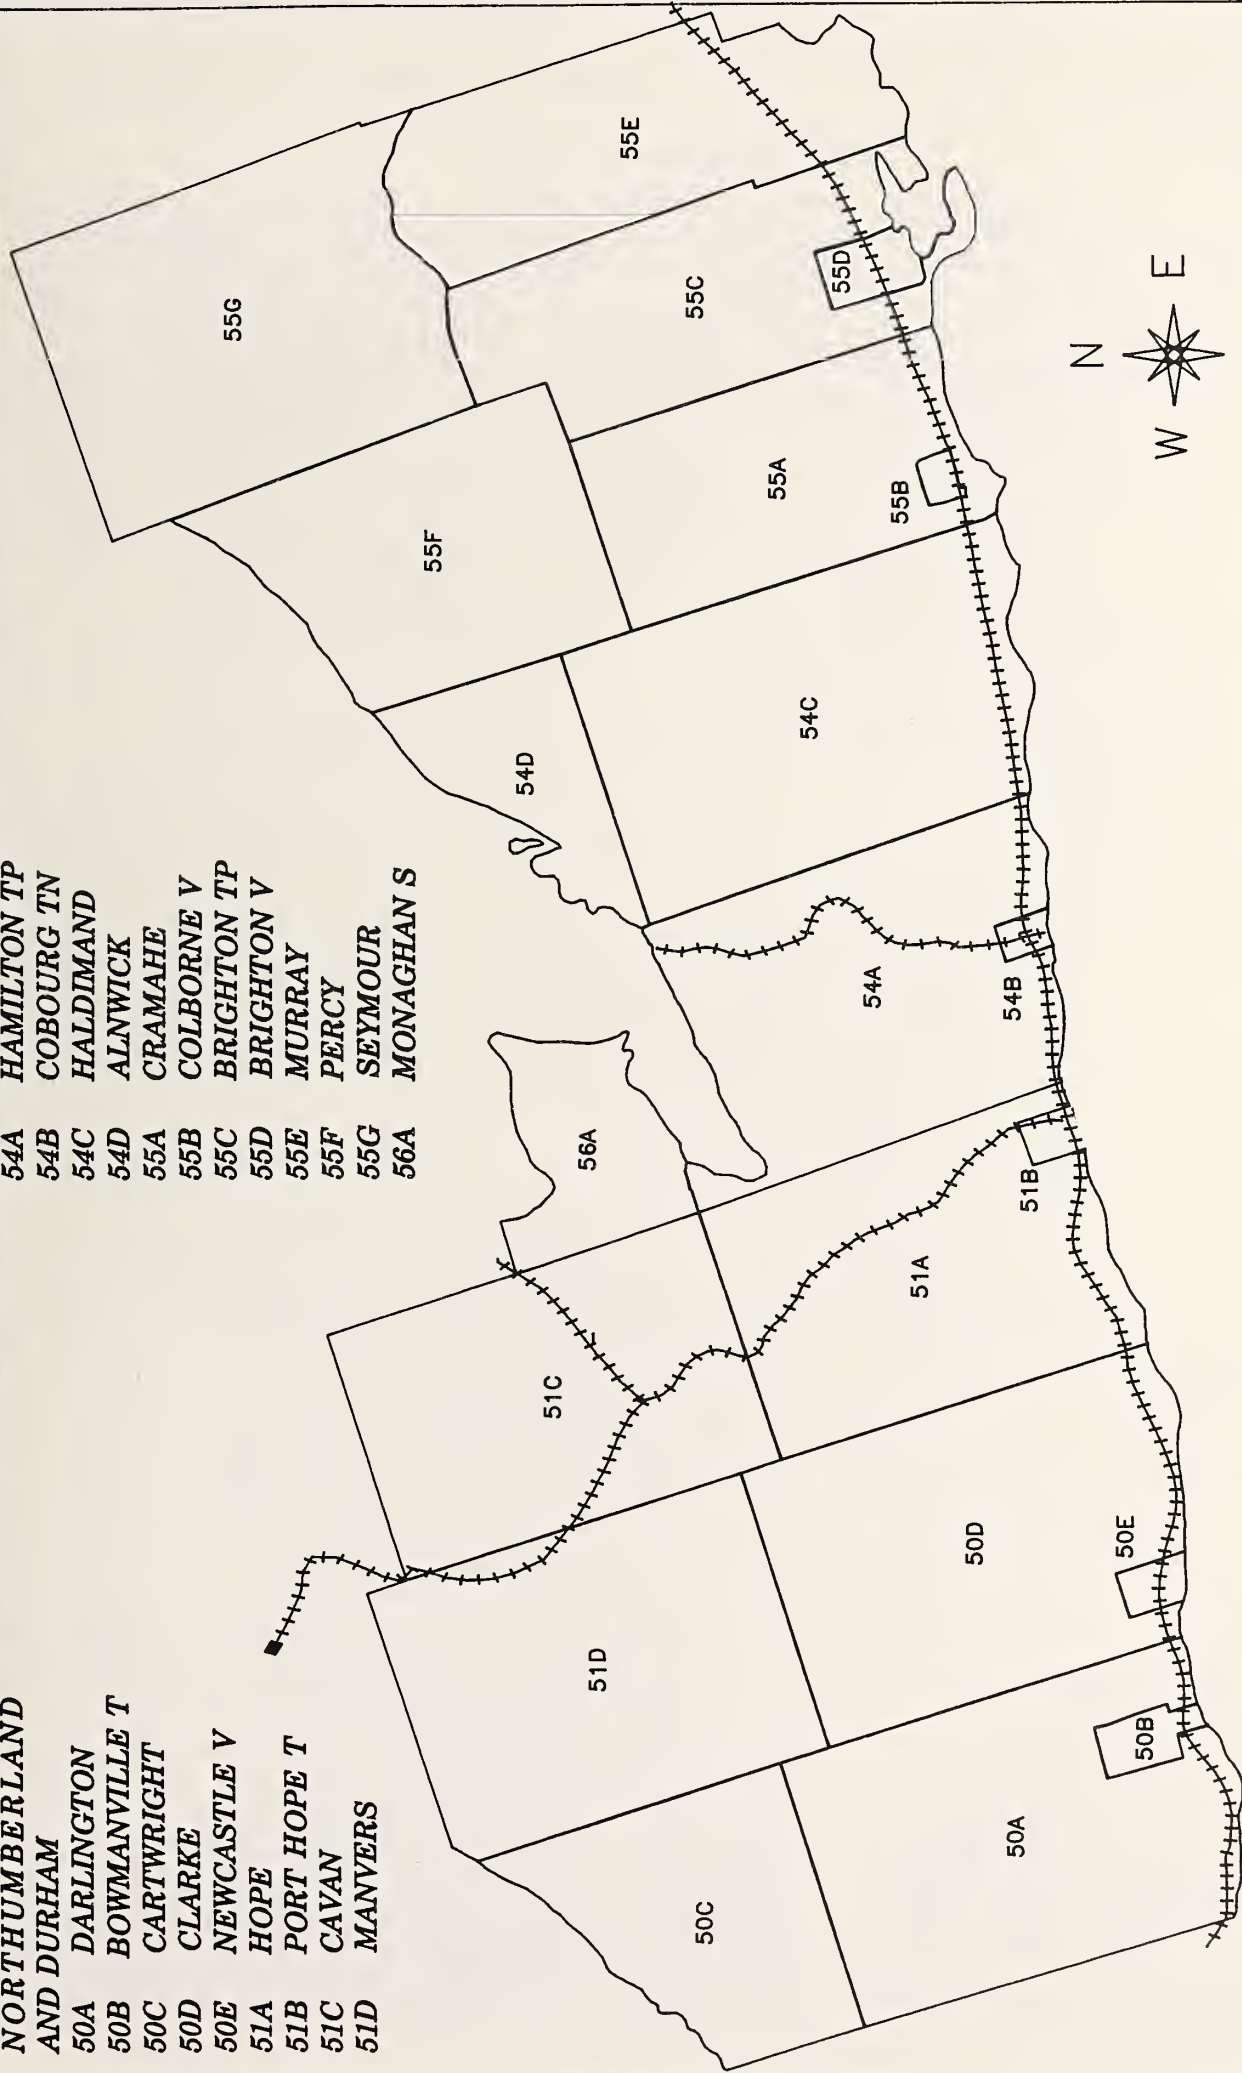 NORTHUMBERLAND
AND DURHAM
50A DARLINGTON
50B BOWMANVILLE T
50C CARTWRIGHT
50D CLARKE
50E NEWCASTLE V
51A HOPE
51B PORT HOPE T
51C CAVAN
51D MANVERS
54A HAMILTON TP
54B COBOURG TN
54C HALDIMAND
54D ALNWICK
55A CRAMAHE
55B COLBORNE V
55C BRIGHTON TP
55D BRIGHTON V
55E MURRAY
55F PERCY
55G SEYMOUR
56A MONAGHAN S
50C
50A
50B
51D
50D
50E
51C
51A
51B
56A
54A
54B
54D
54C
55F
55A
55B
55G
55C
55D
55E
N
W E